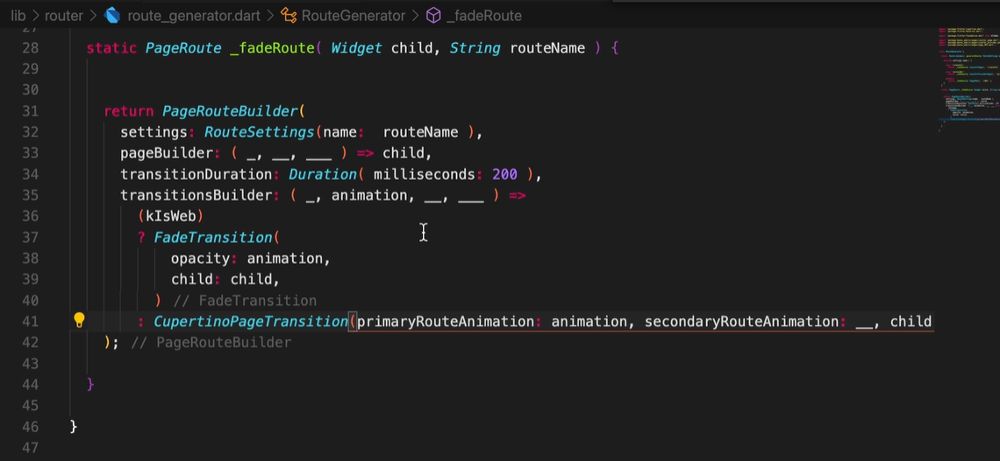 lib > router > route_generator.dart > RouteGenerator > _fadeRoute
28 static PageRoute _fadeRoute( Widget child, String routeName ) {
29
30
31 return PageRouteBuilder(
32 settings: RouteSettings(name:  routeName ),
33 pageBuilder: ( _, __, ___ ) => child,
34 transitionDuration: Duration( milliseconds: 200 ),
35 transitionsBuilder: ( _, animation, __, ___ ) =>
36 (kIsWeb)
37 ? FadeTransition(
38 opacity: animation,
39 child: child,
40 ) // FadeTransition
41 : CupertinoPageTransition(primaryRouteAnimation: animation, secondaryRouteAnimation: __, child
42 ); // PageRouteBuilder
43
44 }
45
46 }
47